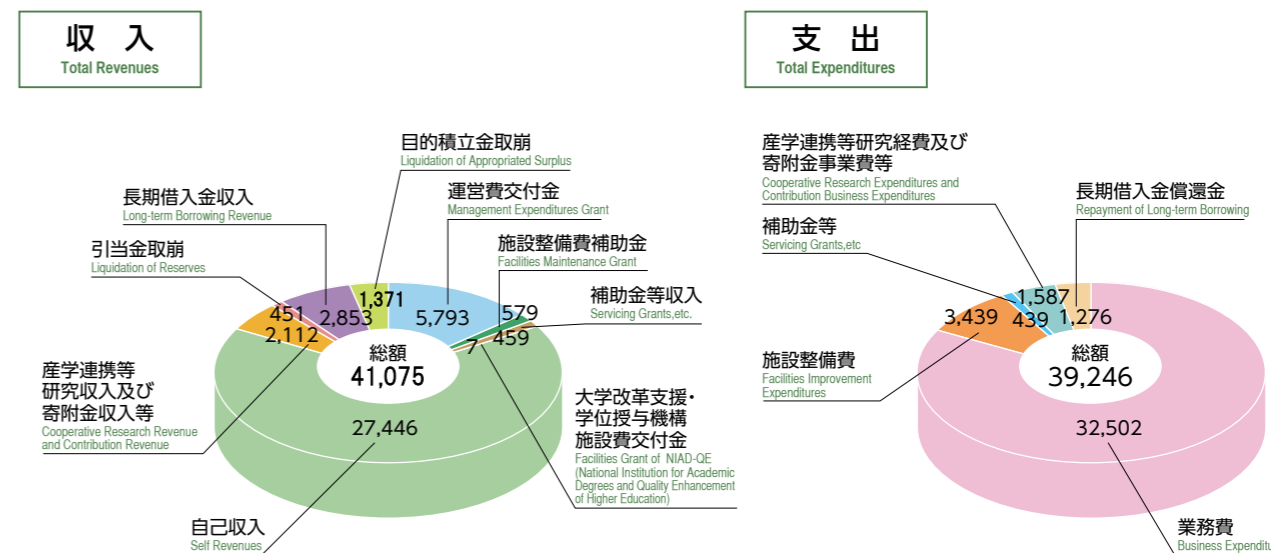 収 入
Total Revenues
目的積立金取崩
Liquidation of Appropriated Surplus
長期借入金収入
Long-term Borrowing Revenue
運営費交付金
Management Expenditures Grant
引当金取崩
Liquidation of Reserves
施設整備費補助金
Facilities Maintenance Grant
補助金等収入
Servicing Grants,etc.
451
2,853
1,371
5,793
579
2,112
7
459
総額
41,075
産学連携等
研究収入及び
寄附金収入等
Cooperative Research Revenue
and Contribution Revenue
27,446
大学改革支援・
学位授与機構
施設費交付金
Facilities Grant of NIAD-QE
(National Institution for Academic
Degrees and Quality Enhancement
of Higher Education)
自己収入
Self Revenues
支 出
Total Expenditures
産学連携等研究経費及び
寄附金事業費等
Cooperative Research Expenditures and
Contribution Business Expenditures
長期借入金償還金
Repayment of Long-term Borrowing
補助金等
Servicing Grants,etc
3,439
439
1,587
1,276
総額
39,246
施設整備費
Facilities Improvement
Expenditures
32,502
業務費
Business Expenditu